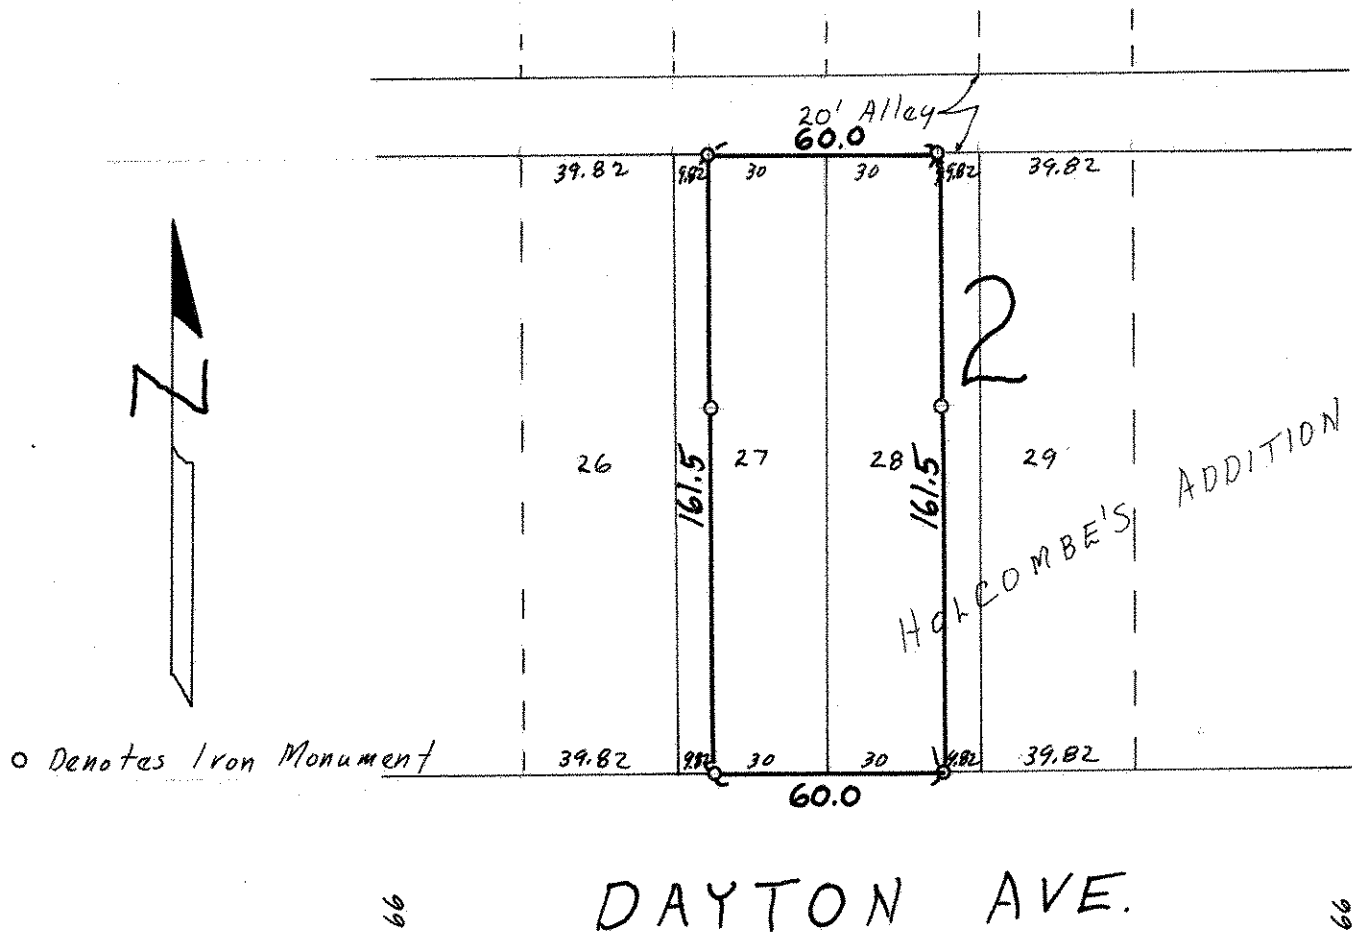 20' Alley
60.0
39.82 9.82 30 30 9.82 39.82
N
2
26 161.5 27 28 161.5 29
HOLCOMBE'S ADDITION
o Denotes Iron Monument
39.82 9.82 30 30 9.82 39.82
60.0
66 DAYTON AVE. 66